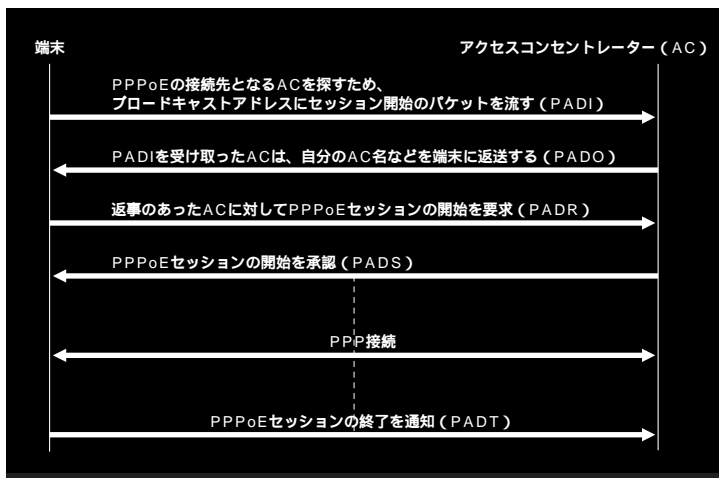 端末
アクセスコンセントレーター(AC)
PPPoEの接続先となるACを探すため、
ブロードキャストアドレスにセッション開始のパケットを流す(PADI)
PADIを受け取ったACは、自分のAC名などを端末に返送する(PADO)
返事のあったACに対してPPPoEセッションの開始を要求(PADR)
PPPoEセッションの開始を承認(PADS)
PPP接続
PPPoEセッションの終了を通知(PADT)